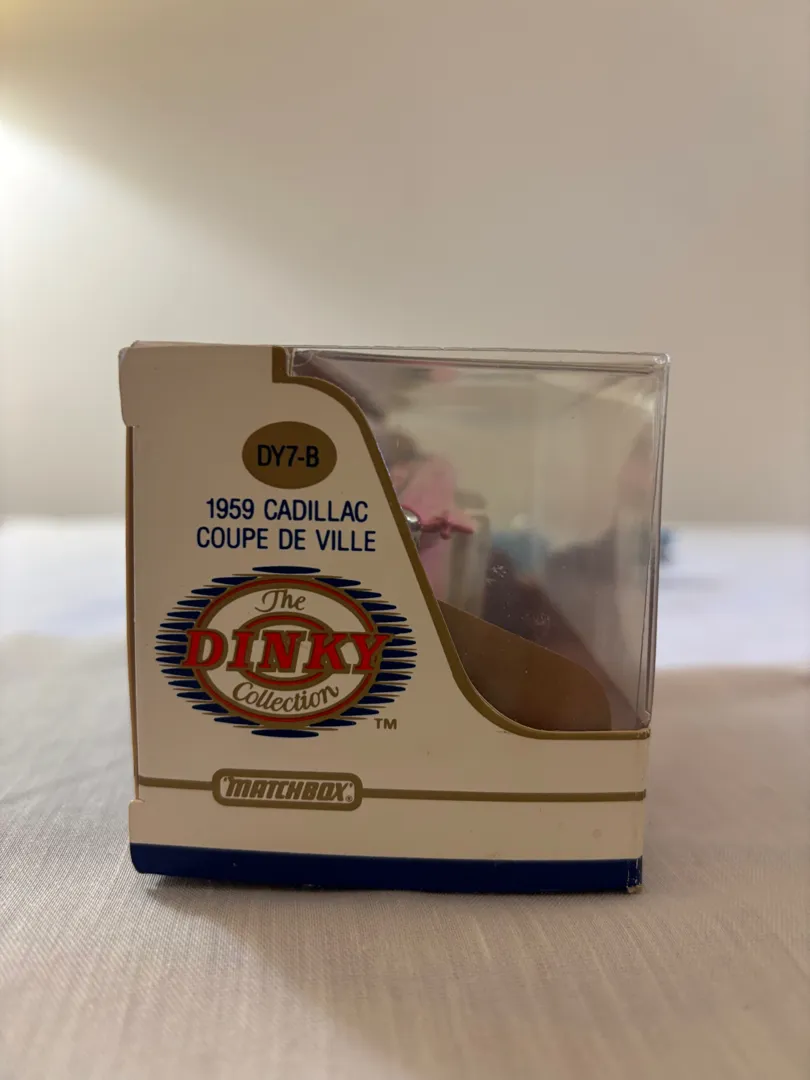 DY7-B
1959 CADILLAC
COUPE DE VILLE
The
DINKY
Collection
TM
"MATCHBOX"®